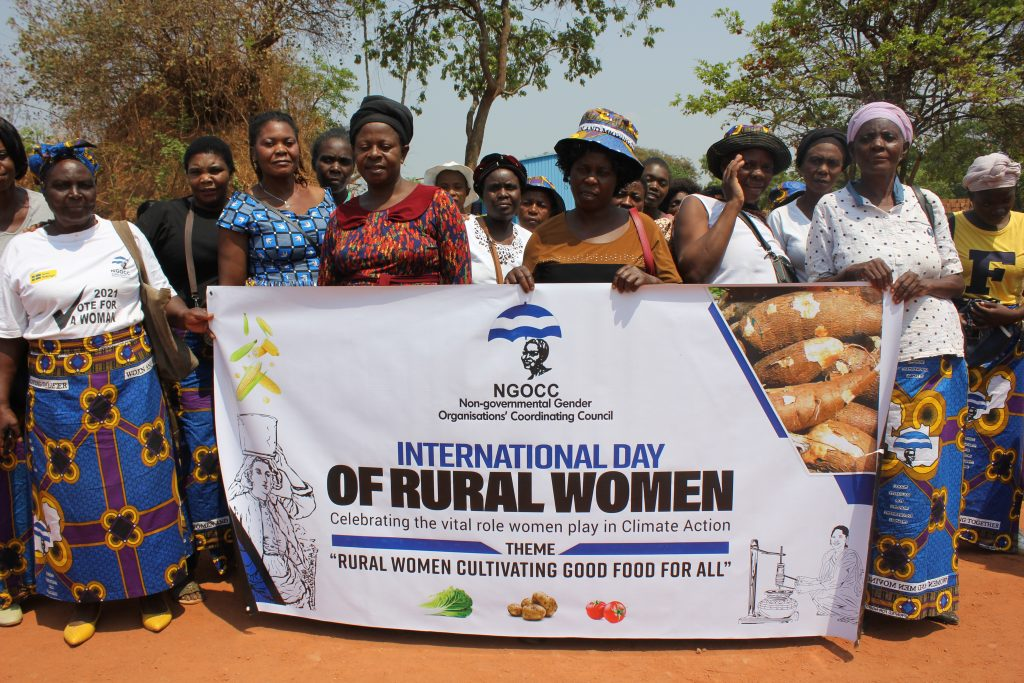 2021
VOTE FOR
A WOMAN
NGOCC
Non-governmental Gender
Organisations' Coordinating Council
INTERNATIONAL DAY
OF RURAL WOMEN
Celebrating the vital role women play in Climate Action
THEME
"RURAL WOMEN CULTIVATING GOOD FOOD FOR ALL"
F